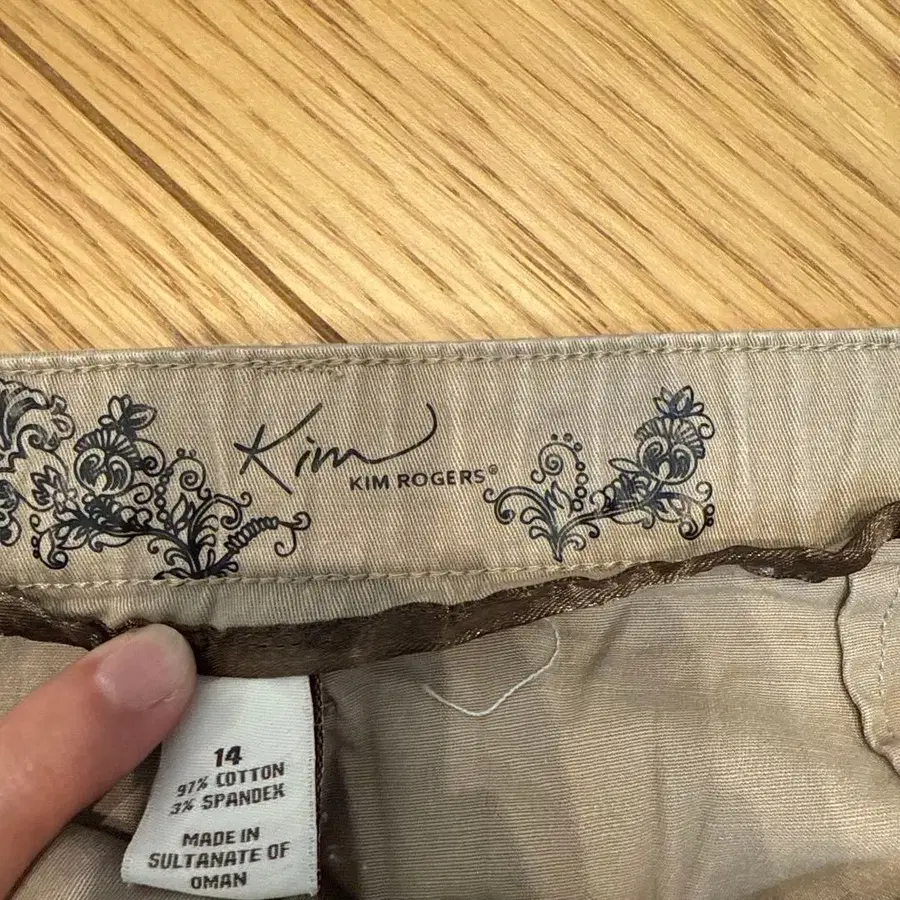 Kim
KIM ROGERS®
14
97% COTTON
3% SPANDEX
MADE IN
SULTANATE OF
OMAN